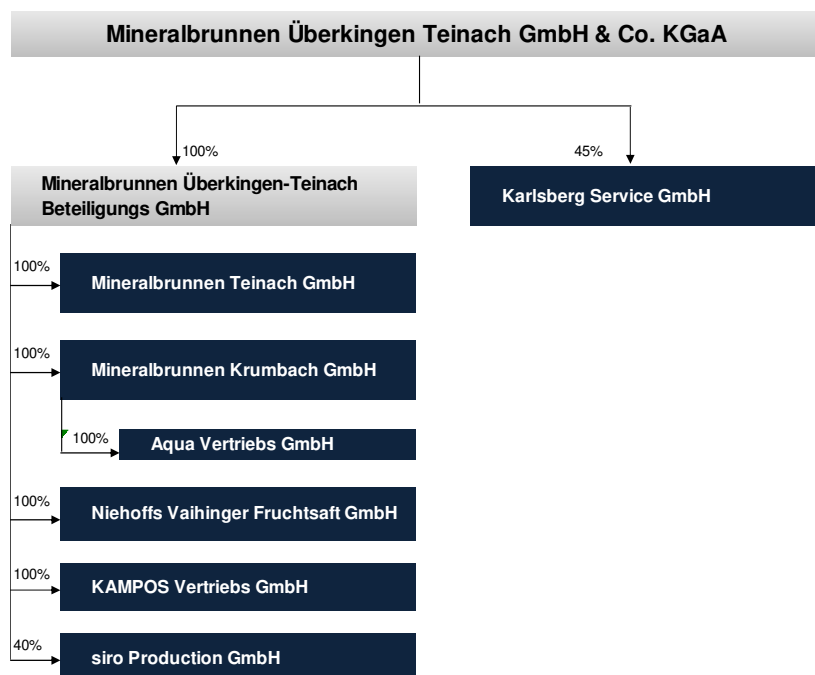 Mineralbrunnen Überkingen Teinach GmbH & Co. KGaA
100%
45%
Mineralbrunnen Überkingen-Teinach
Beteiligungs GmbH
Karlsberg Service GmbH
100%
Mineralbrunnen Teinach GmbH
100%
Mineralbrunnen Krumbach GmbH
100%
Aqua Vertriebs GmbH
100%
Niehoffs Vaihinger Fruchtsaft GmbH
100%
KAMPOS Vertriebs GmbH
40%
siro Production GmbH